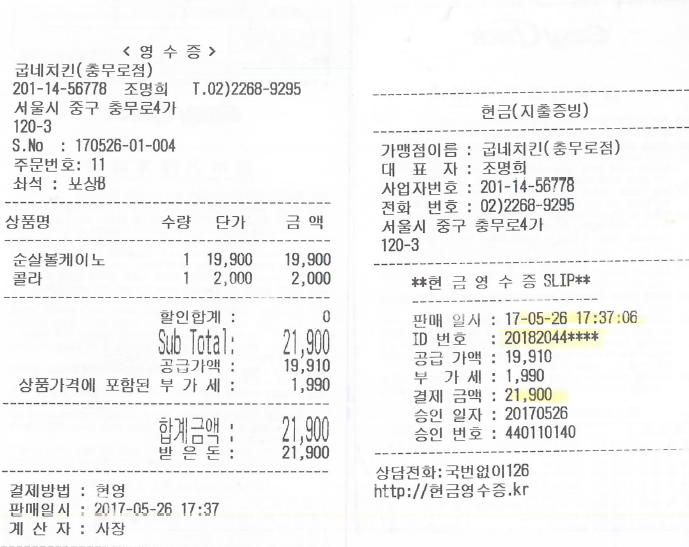 < 영 수 증 >
굽네치킨(충무로점)
201-14-56778 조명희 T.02)2268-9295
서울시 중구 충무로4가
120-3
S.No : 170526-01-004
주문번호: 11
좌석 : 포장B
상품명 수량 단가 금 액
순살볼케이노 1 19,900 19,900
콜라 1 2,000 2,000
할인합계 : 0
Sub Total: 21,900
공급가액 : 19,910
상품가격에 포함된 부 가 세 : 1,990
합계금액 : 21,900
받 은 돈 : 21,900
결제방법 : 현영
판매일시 : 2017-05-26 17:37
계 산 자 : 사장
현금(지출증빙)
가맹점이름 : 굽네치킨(충무로점)
대 표 자 : 조명희
사업자번호 : 201-14-56778
전화 번호 : 02)2268-9295
서울시 중구 충무로4가
120-3
**현 금 영 수 증 SLIP**
판매 일시 : 17-05-26 17:37:06
ID 번호 : 20182044****
공급 가액 : 19,910
부 가 세 : 1,990
결제 금액 : 21,900
승인 일자 : 20170526
승인 번호 : 440110140
상담전화:국번없이126
http://현금영수증.kr